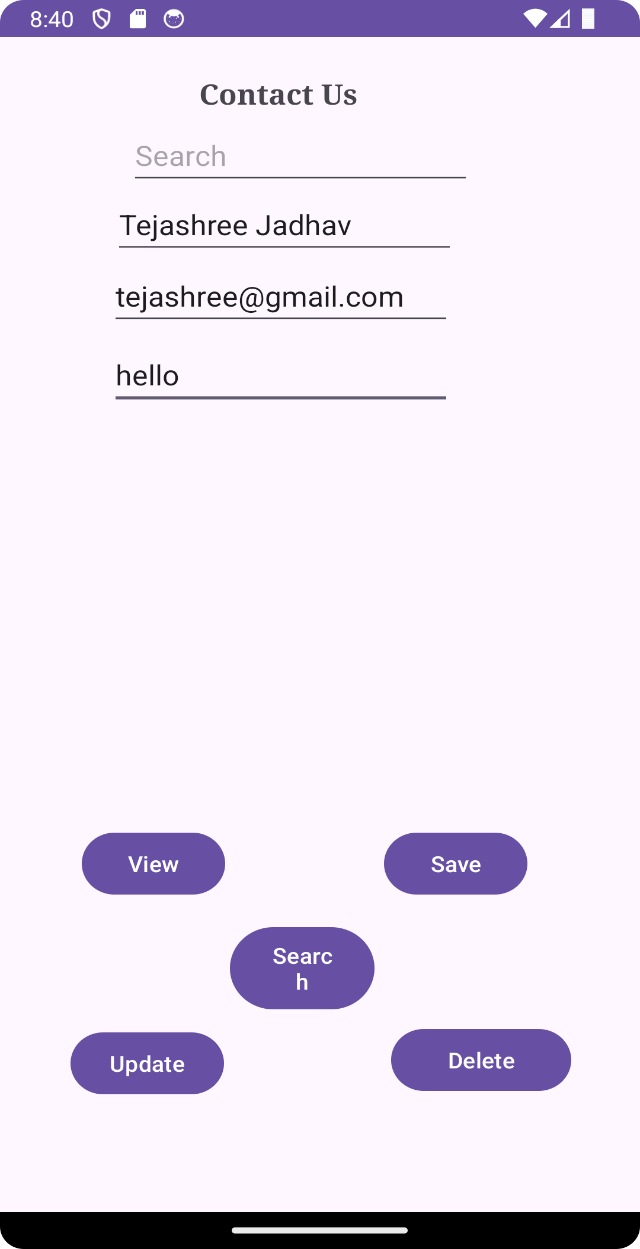 8:40
Contact Us
Search
Tejashree Jadhav
tejashree@gmail.com
hello
View
Save
Searc
h
Update
Delete